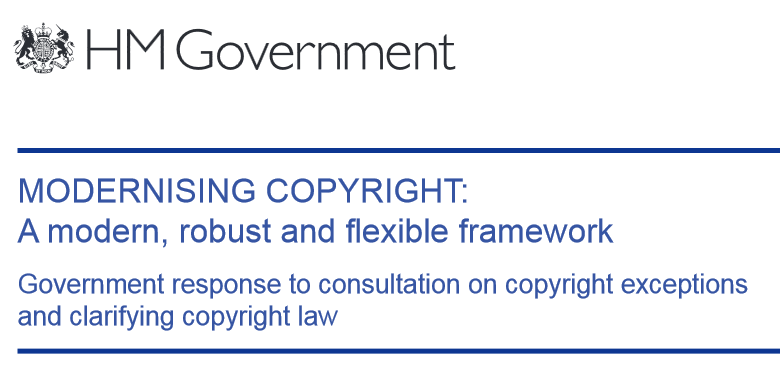 HM Government
MODERNISING COPYRIGHT:
A modern, robust and flexible framework
Government response to consultation on copyright exceptions
and clarifying copyright law